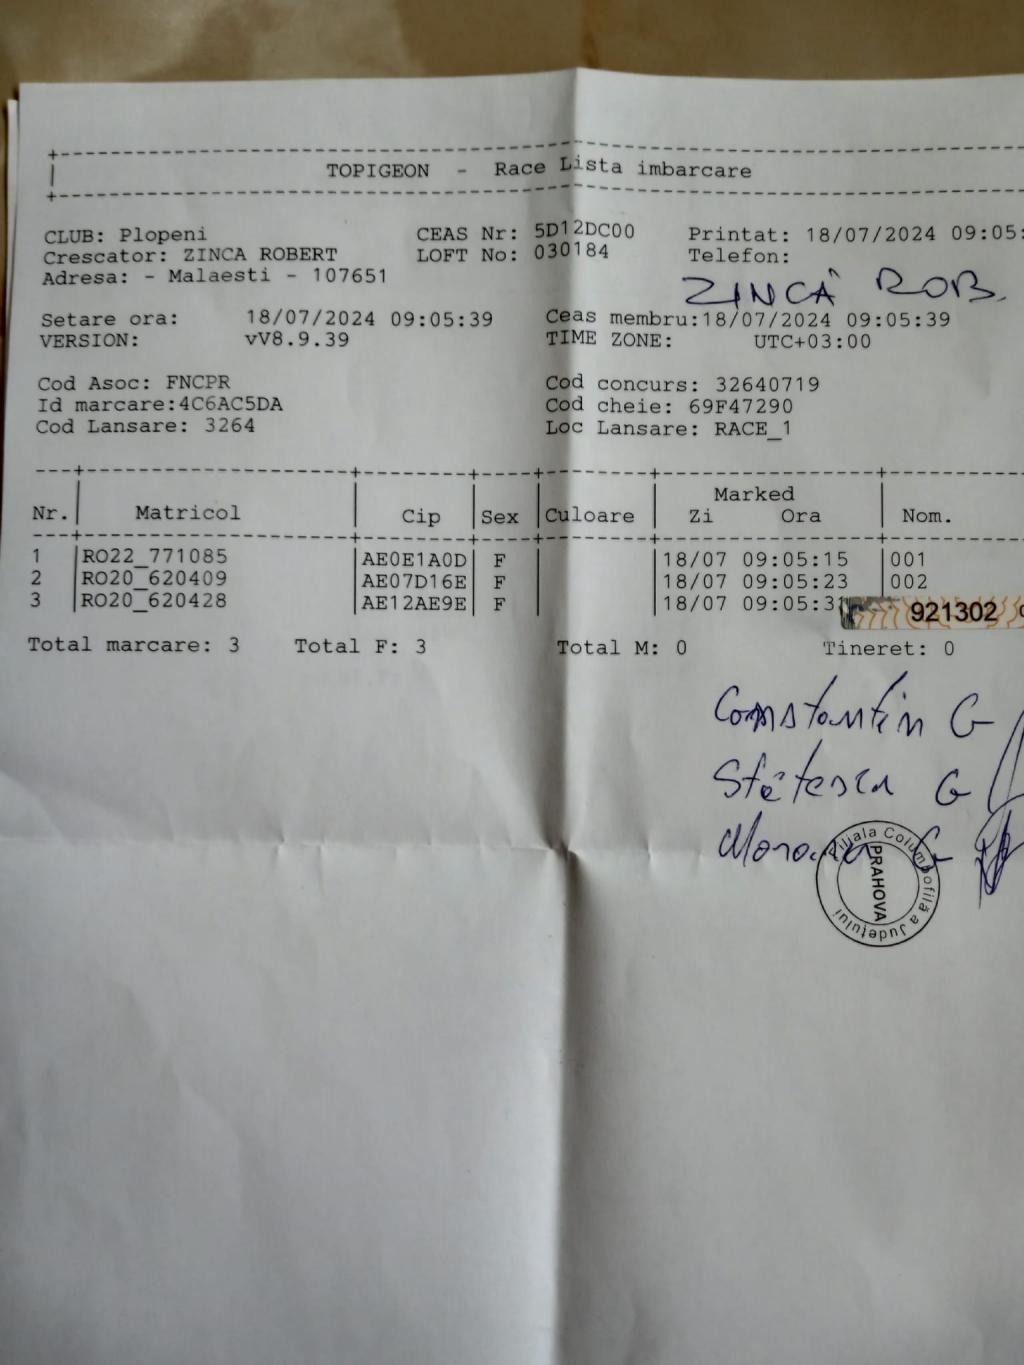 TOPIGEON - Race Lista imbarcare
CLUB: Plopeni CEAS Nr: 5D12DC00 Printat: 18/07/2024 09:05:
Crescator: ZINCA ROBERT LOFT No: 030184 Telefon:
Adresa: - Malaesti - 107651
ZINCĂ ROB.
Setare ora: 18/07/2024 09:05:39 Ceas membru:18/07/2024 09:05:39
VERSION: vV8.9.39 TIME ZONE: UTC+03:00
Cod Asoc: FNCPR Cod concurs: 32640719
Id marcare:4C6AC5DA Cod cheie: 69F47290
Cod Lansare: 3264 Loc Lansare: RACE_1
Marked
Nr. Matricol Cip Sex Culoare Zi Ora Nom.
1 RO22_771085 AE0E1A0D F 18/07 09:05:15 001
2 RO20_620409 AE07D16E F 18/07 09:05:23 002
3 RO20_620428 AE12AE9E F 18/07 09:05:3
921302
Total marcare: 3 Total F: 3 Total M: 0 Tineret: 0
Constantin G
Stătescu G
G
Filiala Columbofilă a Județului
PRAHOVA